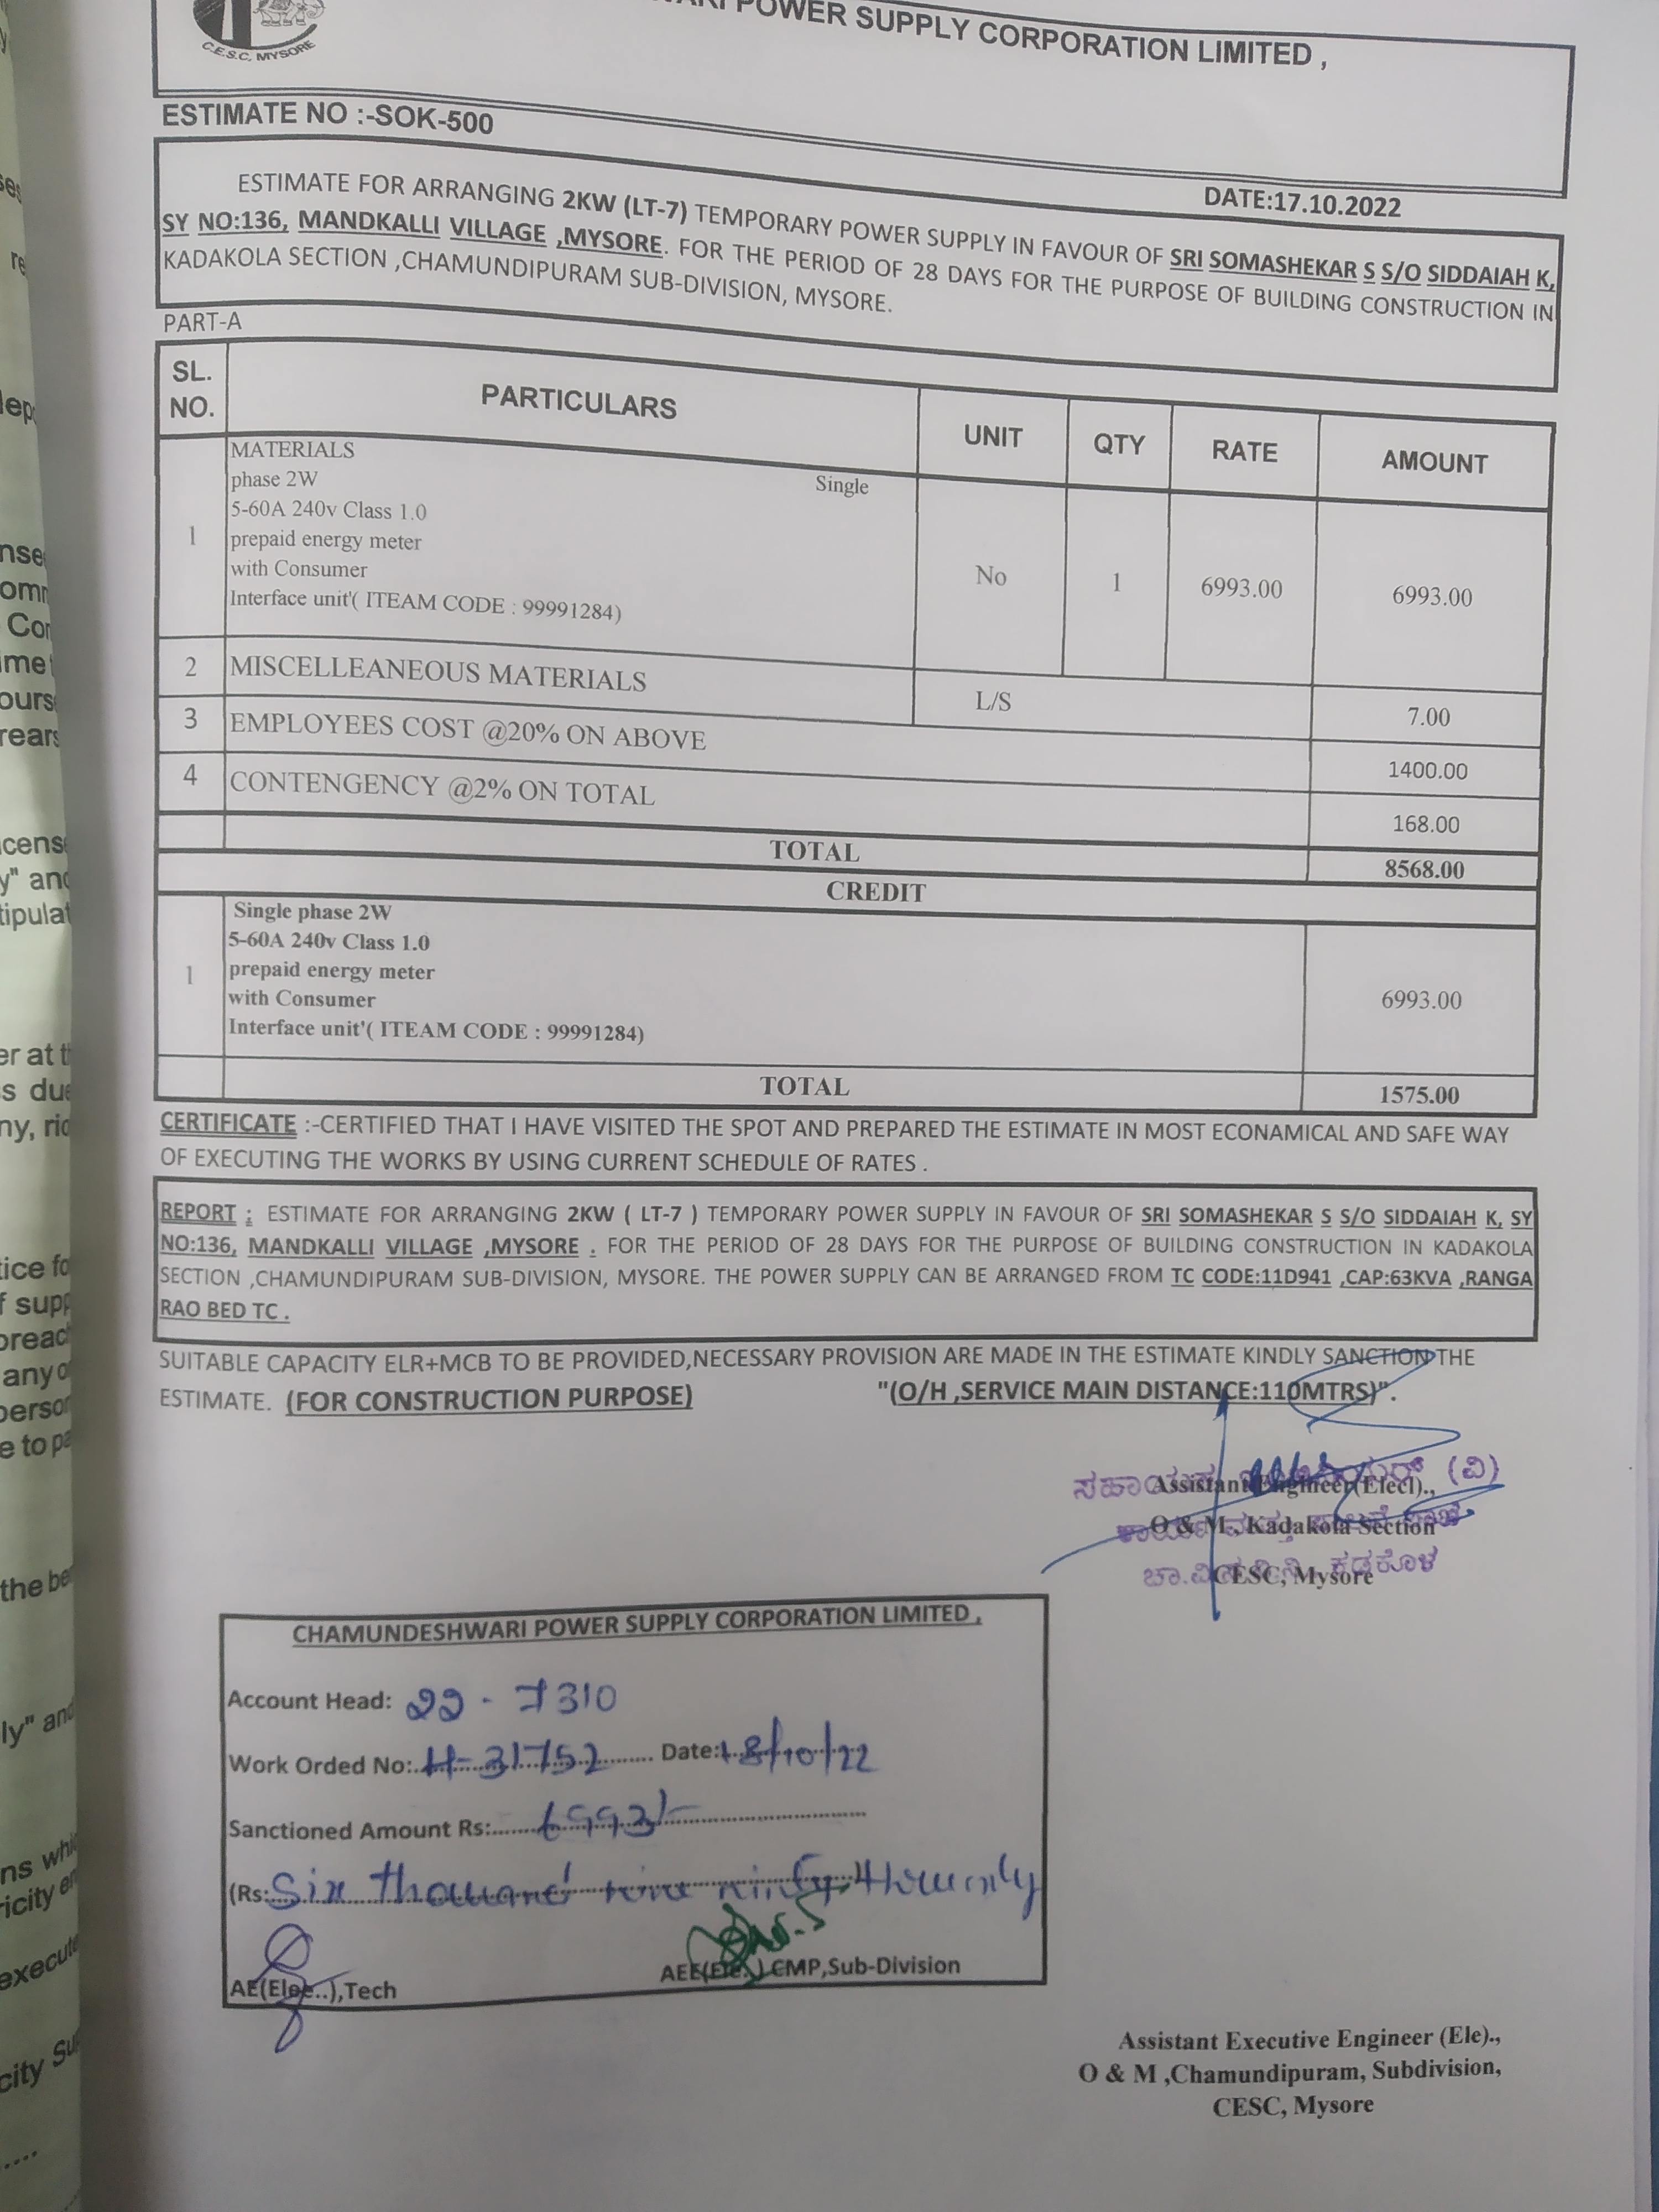 C.E.S.C, MYSORE
POWER SUPPLY CORPORATION LIMITED ,
ESTIMATE NO :-SOK-500
DATE:17.10.2022
ESTIMATE FOR ARRANGING 2KW (LT-7) TEMPORARY POWER SUPPLY IN FAVOUR OF SRI SOMASHEKAR S S/O SIDDAIAH K,
SY NO:136, MANDKALLI VILLAGE ,MYSORE. FOR THE PERIOD OF 28 DAYS FOR THE PURPOSE OF BUILDING CONSTRUCTION IN
KADAKOLA SECTION ,CHAMUNDIPURAM SUB-DIVISION, MYSORE.
PART-A
SL. NO. PARTICULARS UNIT QTY RATE AMOUNT
MATERIALS Single
phase 2W
5-60A 240v Class 1.0
1 prepaid energy meter No 1 6993.00 6993.00
with Consumer
Interface unit'( ITEAM CODE : 99991284)
2 MISCELLEANEOUS MATERIALS L/S 7.00
3 EMPLOYEES COST @20% ON ABOVE 1400.00
4 CONTENGENCY @2% ON TOTAL 168.00
TOTAL 8568.00
CREDIT
Single phase 2W
5-60A 240v Class 1.0
1 prepaid energy meter 6993.00
with Consumer
Interface unit'( ITEAM CODE : 99991284)
TOTAL 1575.00
CERTIFICATE :-CERTIFIED THAT I HAVE VISITED THE SPOT AND PREPARED THE ESTIMATE IN MOST ECONAMICAL AND SAFE WAY
OF EXECUTING THE WORKS BY USING CURRENT SCHEDULE OF RATES .
REPORT : ESTIMATE FOR ARRANGING 2KW ( LT-7 ) TEMPORARY POWER SUPPLY IN FAVOUR OF SRI SOMASHEKAR S S/O SIDDAIAH K, SY
NO:136, MANDKALLI VILLAGE ,MYSORE . FOR THE PERIOD OF 28 DAYS FOR THE PURPOSE OF BUILDING CONSTRUCTION IN KADAKOLA
SECTION ,CHAMUNDIPURAM SUB-DIVISION, MYSORE. THE POWER SUPPLY CAN BE ARRANGED FROM TC CODE:11D941 ,CAP:63KVA ,RANGA
RAO BED TC .
SUITABLE CAPACITY ELR+MCB TO BE PROVIDED,NECESSARY PROVISION ARE MADE IN THE ESTIMATE KINDLY SANCTION THE
ESTIMATE. (FOR CONSTRUCTION PURPOSE) "(O/H ,SERVICE MAIN DISTANCE:110MTRS)".
Assistant Engineer(Elecl).,
O & M , Kadakola Section
CESC, Mysore
(ವಿ)
ಕಡಕೊಳ
CHAMUNDESHWARI POWER SUPPLY CORPORATION LIMITED ,
Account Head: 22 - 7310
Work Orded No: H-31752 Date: 18/10/22
Sanctioned Amount Rs: 6993/-
(Rs: Six thousand nine ninty three only
AE(Elee..),Tech AEE(Ele..).CMP,Sub-Division
Assistant Executive Engineer (Ele).,
O & M ,Chamundipuram, Subdivision,
CESC, Mysore